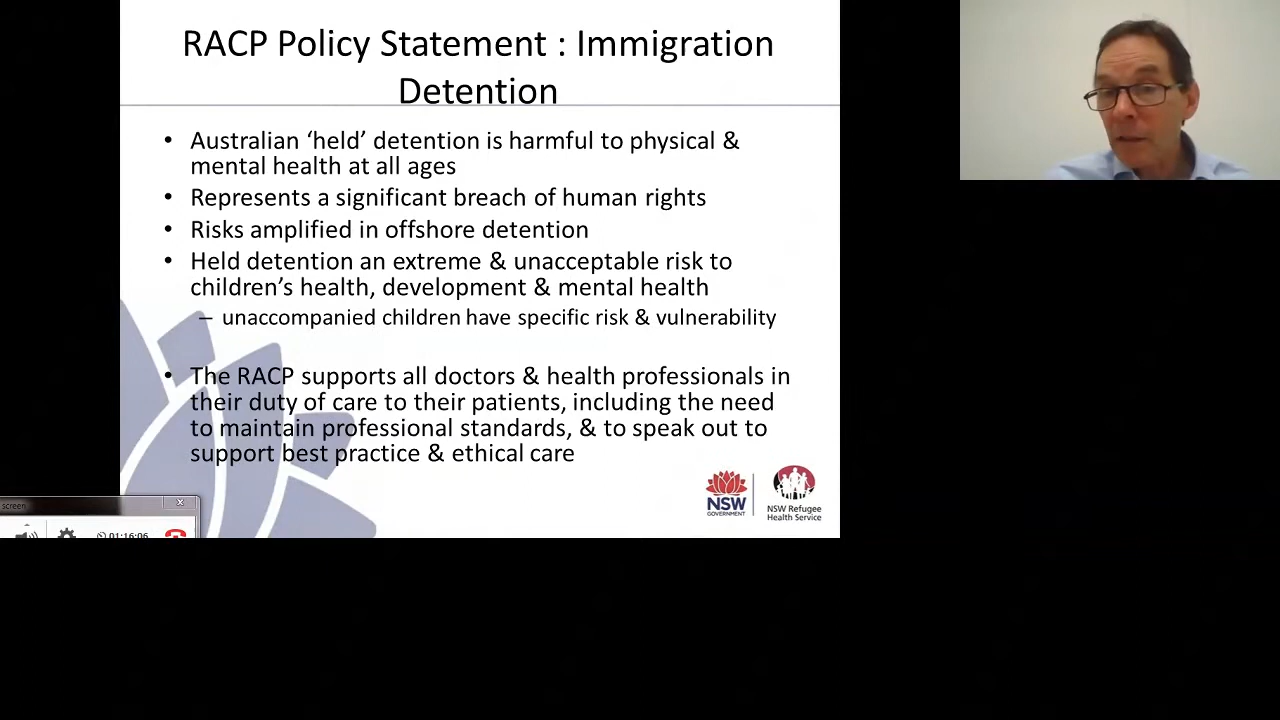 RACP Policy Statement : Immigration
Detention
• Australian ‘held’ detention is harmful to physical &
mental health at all ages
• Represents a significant breach of human rights
• Risks amplified in offshore detention
• Held detention an extreme & unacceptable risk to
children’s health, development & mental health
– unaccompanied children have specific risk & vulnerability
• The RACP supports all doctors & health professionals in
their duty of care to their patients, including the need
to maintain professional standards, & to speak out to
support best practice & ethical care
NSW
GOVERNMENT
NSW Refugee
Health Service
screen
01:16:06